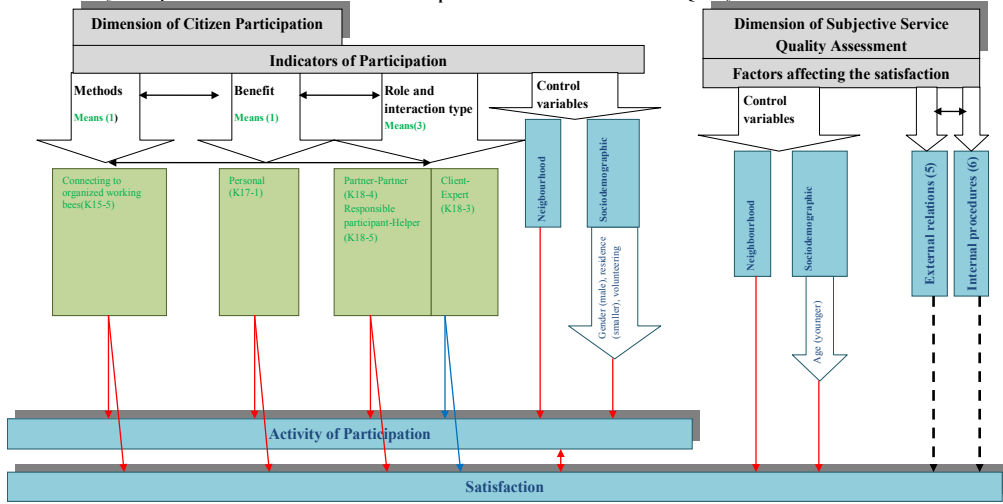 Dimension of Citizen Participation
Indicators of Participation
Methods
Means (1)
Benefit
Means (1)
Role and
interaction type
Means(3)
Control
variables
Connecting to
organized working
bees(K15-5)
Personal
(K17-1)
Partner-Partner
(K18-4)
Responsible
participant-Helper
(K18-5)
Client-
Expert
(K18-3)
Neighbourhood
Sociodemographic
Gender (male), residence
(smaller), volunteering
Dimension of Subjective Service
Quality Assessment
Factors affecting the satisfaction
Control
variables
Neighbourhood
Sociodemographic
Age (younger)
External relations (5)
Internal procedures (6)
Activity of Participation
Satisfaction